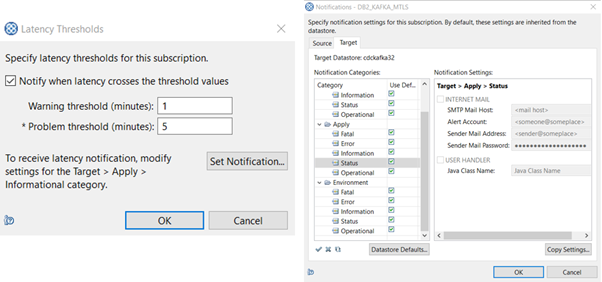 Latency Thresholds
Specify latency thresholds for this subscription.
Notify when latency crosses the threshold values
Warning threshold (minutes): 1
* Problem threshold (minutes): 5
To receive latency notification, modify
settings for the Target > Apply >
Informational category.
Set Notification...
OK
Cancel
Notifications - DB2_KAFKA_MTLS
Specify notification settings for this subscription. By default, these settings are inherited from the
datastore.
Source Target
Target Datastore: cdckafka32
Notification Categories:
Category Use Def...
Information
Status
Operational
Apply
Fatal
Error
Information
Status
Operational
Environment
Fatal
Error
Information
Status
Operational
Datastore Defaults...
Notification Settings:
Target > Apply > Status
INTERNET MAIL
SMTP Mail Host: <mail host>
Alert Account: <someone@someplace>
Sender Mail Address: <sender@someplace>
Sender Mail Password: ••••••••••••••••••
USER HANDLER
Java Class Name: Java Class Name
Copy Settings...
OK
Cancel